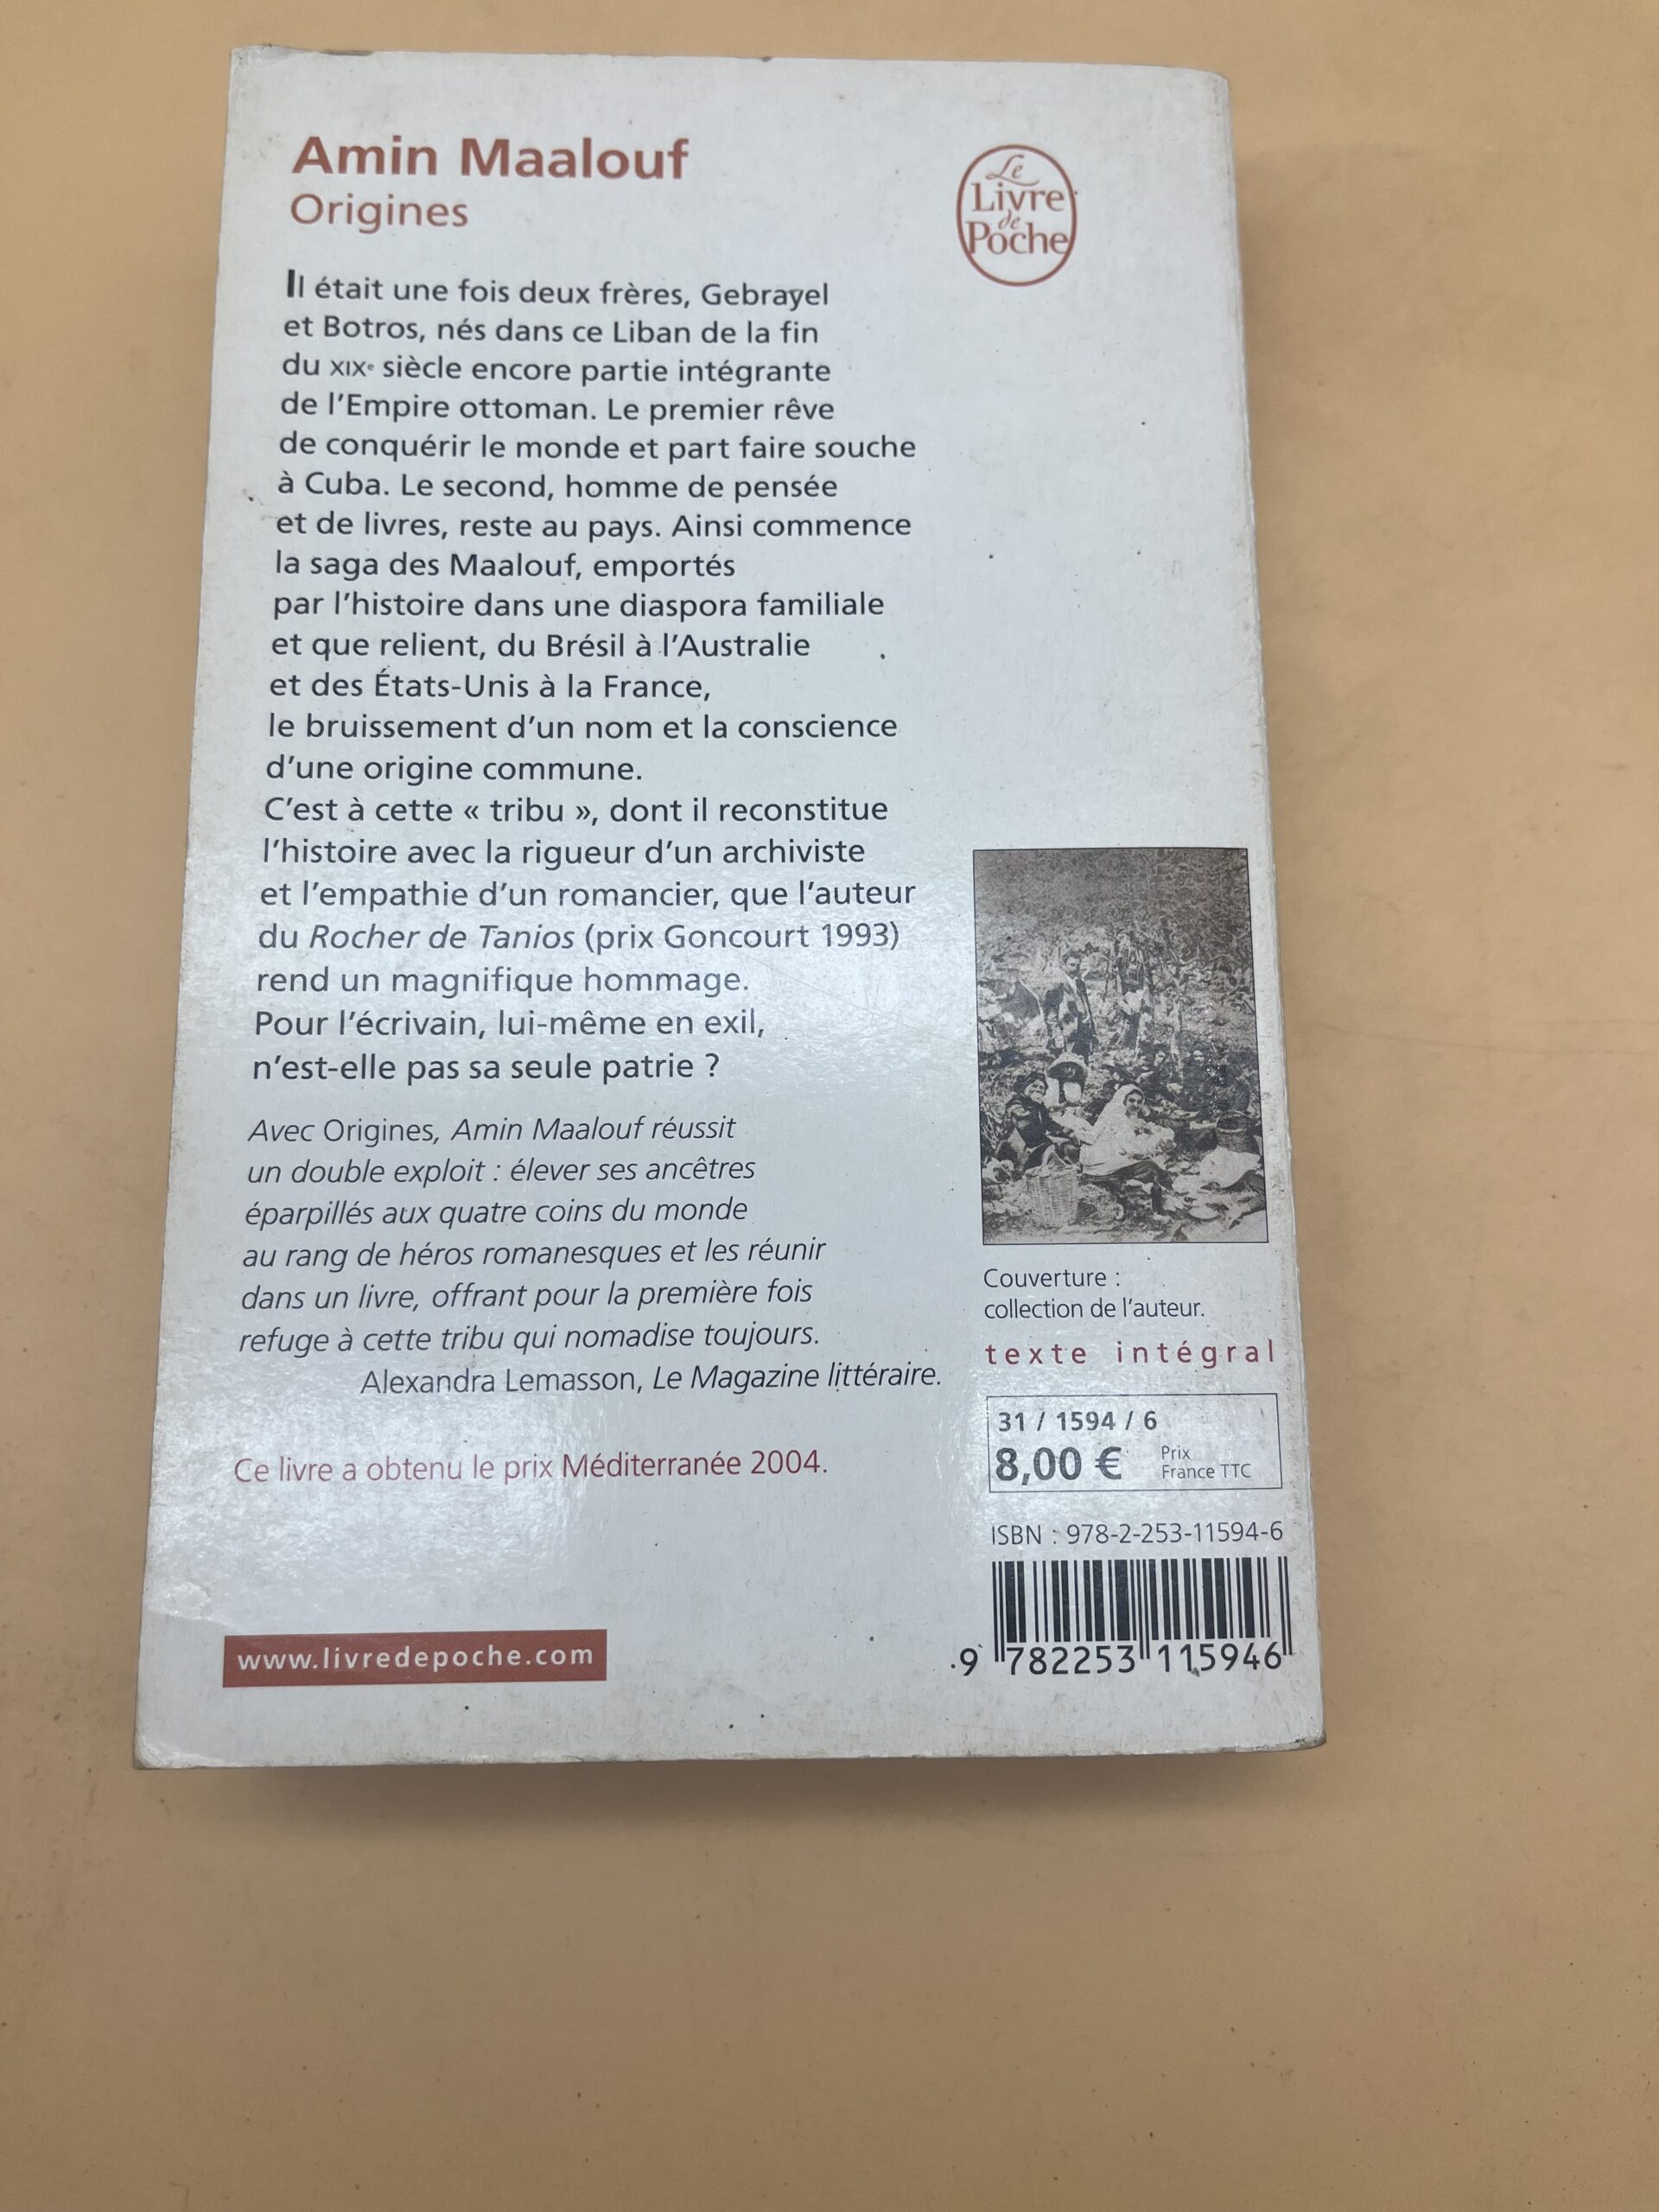 Amin Maalouf
Origines
Le
Livre
de
Poche
Il était une fois deux frères, Gebrayel
et Botros, nés dans ce Liban de la fin
du XIXe siècle encore partie intégrante
de l'Empire ottoman. Le premier rêve
de conquérir le monde et part faire souche
à Cuba. Le second, homme de pensée
et de livres, reste au pays. Ainsi commence
la saga des Maalouf, emportés
par l'histoire dans une diaspora familiale
et que relient, du Brésil à l'Australie
et des États-Unis à la France,
le bruissement d'un nom et la conscience
d'une origine commune.
C'est à cette « tribu », dont il reconstitue
l'histoire avec la rigueur d'un archiviste
et l'empathie d'un romancier, que l'auteur
du Rocher de Tanios (prix Goncourt 1993)
rend un magnifique hommage.
Pour l'écrivain, lui-même en exil,
n'est-elle pas sa seule patrie ?
Avec Origines, Amin Maalouf réussit
un double exploit : élever ses ancêtres
éparpillés aux quatre coins du monde
au rang de héros romanesques et les réunir
dans un livre, offrant pour la première fois
refuge à cette tribu qui nomadise toujours.
Alexandra Lemasson, Le Magazine littéraire.
Ce livre a obtenu le prix Méditerranée 2004.
www.livredepoche.com
Couverture :
collection de l'auteur.
texte intégral
31 / 1594 / 6
8,00 € Prix
France TTC
ISBN : 978-2-253-11594-6
9 782253 115946